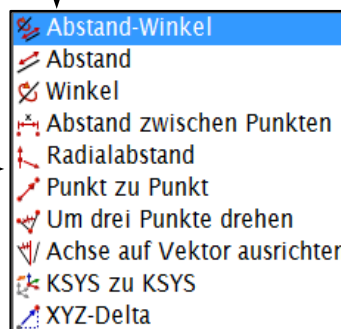 Abstand-Winkel
Abstand
Winkel
Abstand zwischen Punkten
Radialabstand
Punkt zu Punkt
Um drei Punkte drehen
Achse auf Vektor ausrichten
KSYS zu KSYS
XYZ-Delta